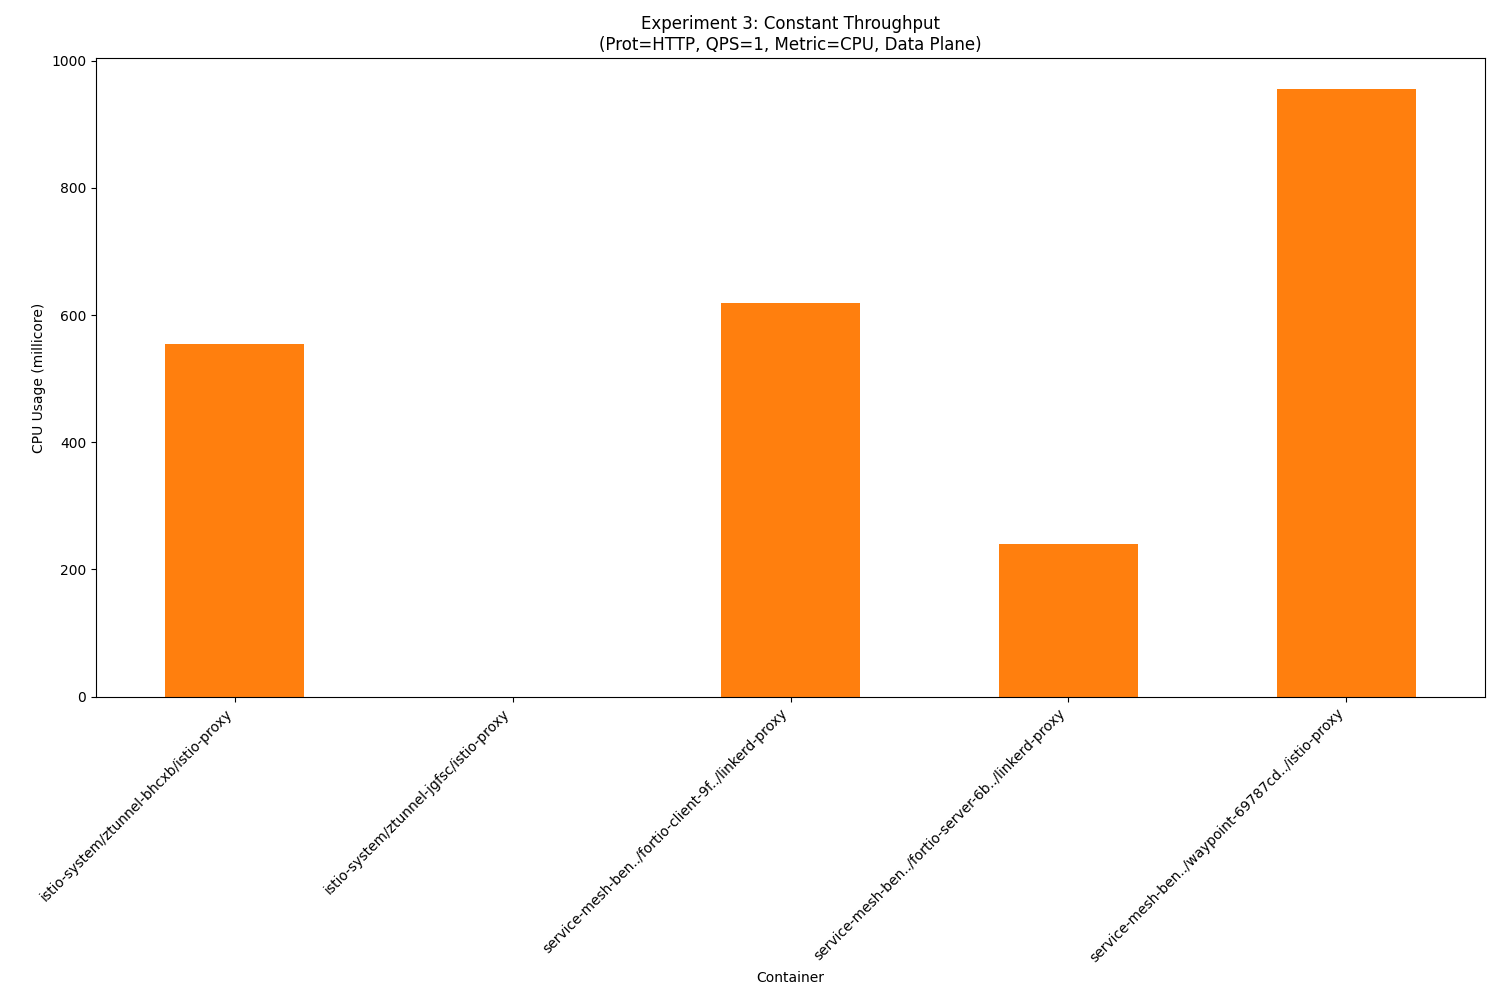 Experiment 3: Constant Throughput
(Prot=HTTP, QPS=1, Metric=CPU, Data Plane)
CPU Usage (millicore)
1000
800
600
400
200
0
istio-system/ztunnel-bhcxb/istio-proxy
istio-system/ztunnel-jgfsc/istio-proxy
service-mesh-ben../fortio-client-9f../linkerd-proxy
service-mesh-ben../fortio-server-6b../linkerd-proxy
service-mesh-ben../waypoint-69787cd../istio-proxy
Container